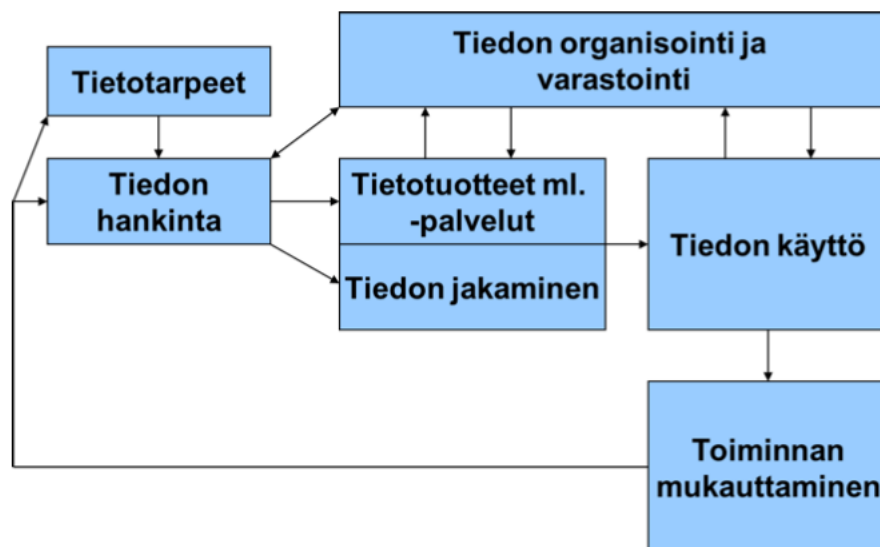 Tietotarpeet
Tiedon organisointi ja
varastointi
Tiedon
hankinta
Tietotuotteet ml.
-palvelut
Tiedon jakaminen
Tiedon käyttö
Toiminnan
mukauttaminen